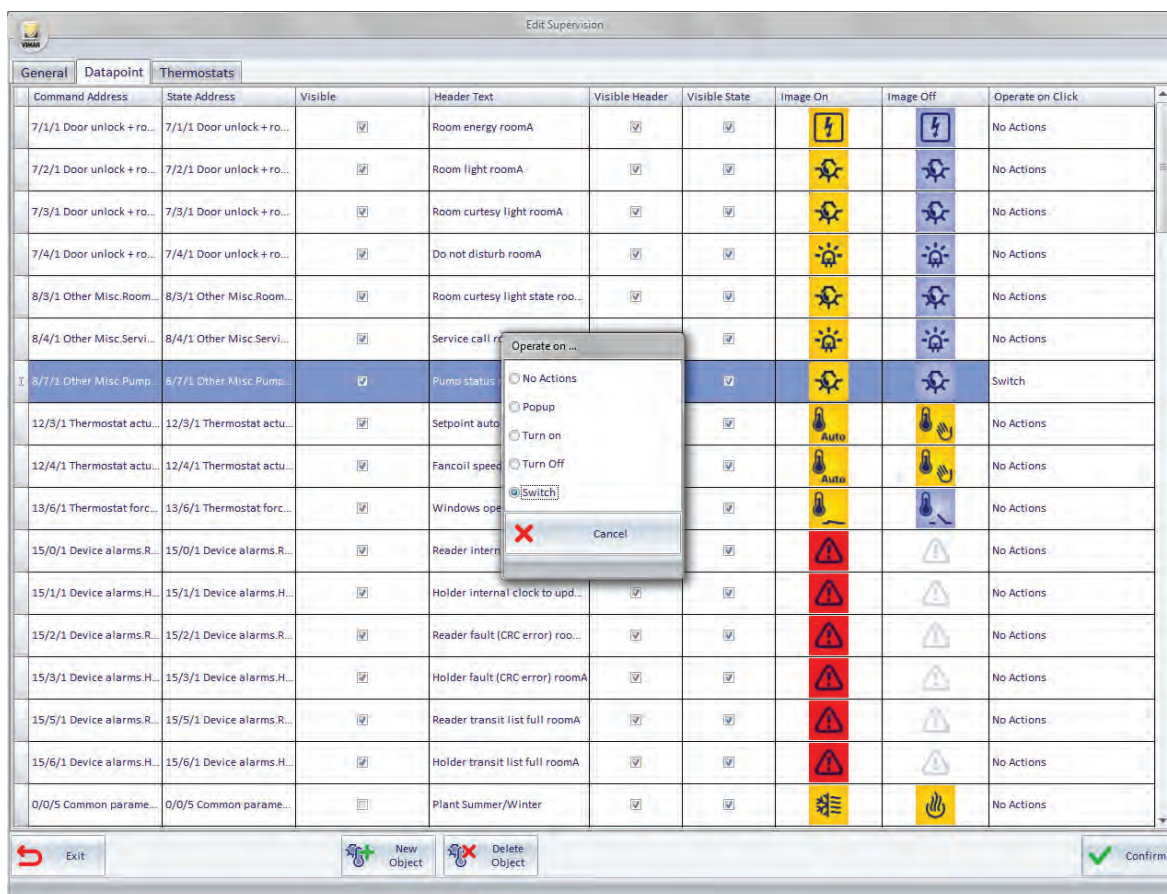 Edit Supervision
VIMAR
General Datapoint Thermostats
Command Address State Address Visible Header Text Visible Header Visible State Image On Image Off Operate on Click
7/1/1 Door unlock + ro... 7/1/1 Door unlock + ro... Room energy roomA No Actions
7/2/1 Door unlock + ro... 7/2/1 Door unlock + ro... Room light roomA No Actions
7/3/1 Door unlock + ro... 7/3/1 Door unlock + ro... Room curtesy light roomA No Actions
7/4/1 Door unlock + ro... 7/4/1 Door unlock + ro... Do not disturb roomA No Actions
8/3/1 Other Misc.Room... 8/3/1 Other Misc.Room... Room curtesy light state roo... No Actions
8/4/1 Other Misc.Servi... 8/4/1 Other Misc.Servi... Service call No Actions
8/7/1 Other Misc.Pump... 8/7/1 Other Misc.Pump... Pump status Switch
12/3/1 Thermostat actu... 12/3/1 Thermostat actu... Setpoint auto Auto No Actions
12/4/1 Thermostat actu... 12/4/1 Thermostat actu... Fancoil speed Auto No Actions
13/6/1 Thermostat forc... 13/6/1 Thermostat forc... Windows ope No Actions
15/0/1 Device alarms.R... 15/0/1 Device alarms.R... Reader intern No Actions
15/1/1 Device alarms.H... 15/1/1 Device alarms.H... Holder internal clock to upd... No Actions
15/2/1 Device alarms.R... 15/2/1 Device alarms.R... Reader fault (CRC error) roo... No Actions
15/3/1 Device alarms.H... 15/3/1 Device alarms.H... Holder fault (CRC error) roomA No Actions
15/5/1 Device alarms.R... 15/5/1 Device alarms.R... Reader transit list full roomA No Actions
15/6/1 Device alarms.H... 15/6/1 Device alarms.H... Holder transit list full roomA No Actions
0/0/5 Common parame... 0/0/5 Common parame... Plant Summer/Winter No Actions
Operate on ...
No Actions
Popup
Turn on
Turn Off
Switch
Cancel
Exit
New Object
Delete Object
Confirm